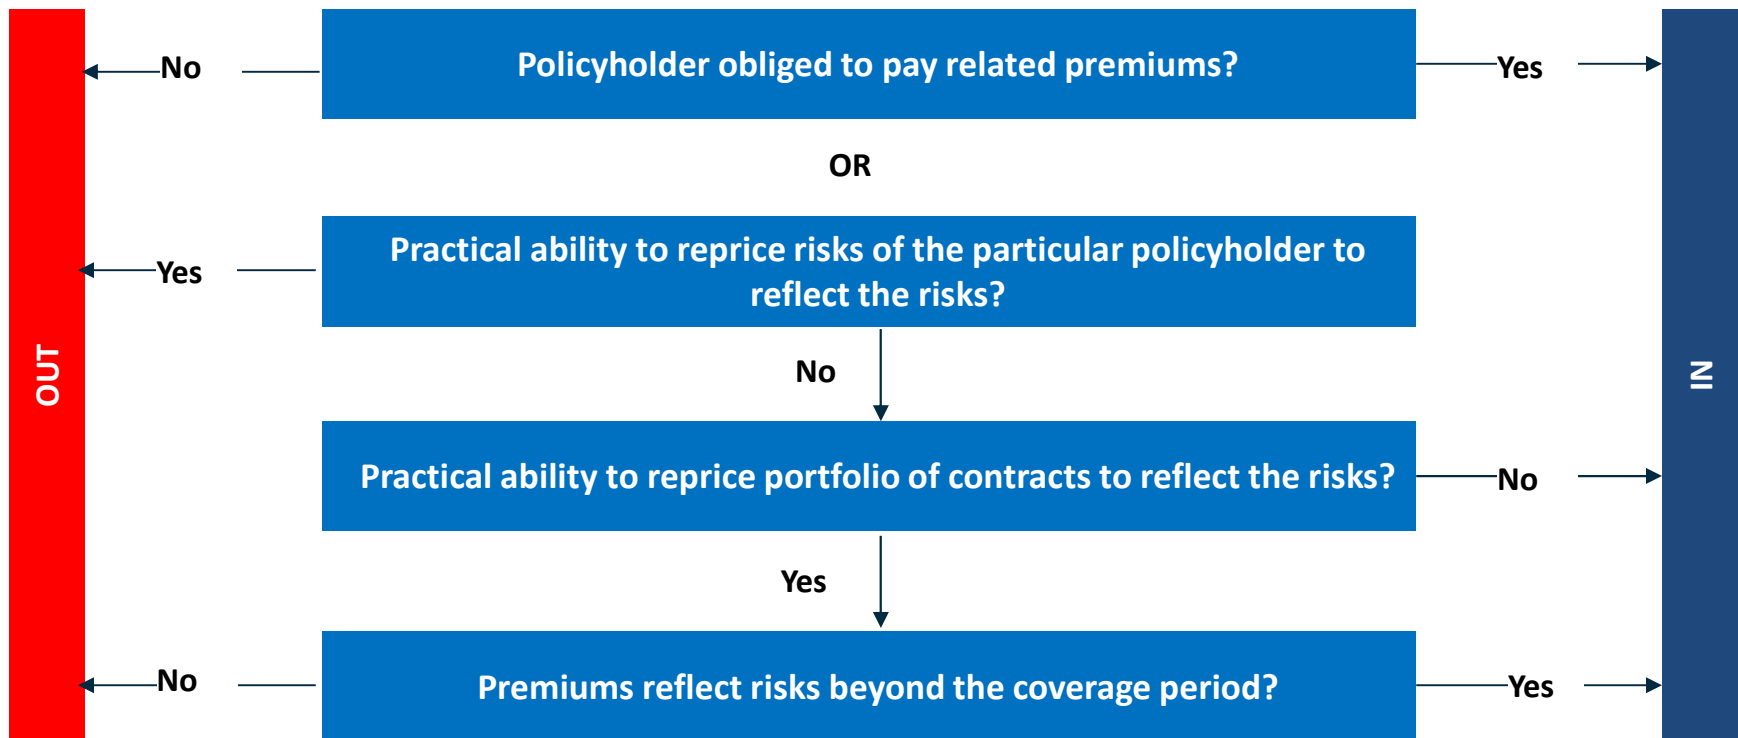 No
Policyholder obliged to pay related premiums?
Yes
OR
Yes
Practical ability to reprice risks of the particular policyholder to
reflect the risks?
OUT
No
IN
Practical ability to reprice portfolio of contracts to reflect the risks?
No
Yes
No
Premiums reflect risks beyond the coverage period?
Yes